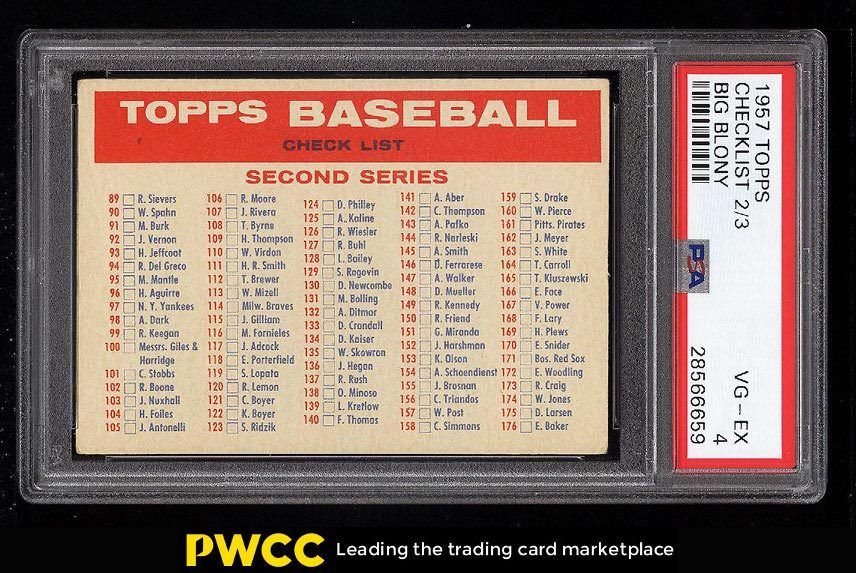 TOPPS BASEBALL
CHECK LIST
SECOND SERIES
89 R. Sievers
90 W. Spahn
91 M. Burk
92 J. Vernon
93 H. Jeffcoat
94 R. Del Greco
95 M. Mantle
96 H. Aguirre
97 N. Y. Yankees
98 A. Dark
99 R. Keegan
100 Messrs. Giles &
Harridge
101 C. Stobbs
102 R. Boone
103 J. Nuxhall
104 H. Foiles
105 J. Antonelli
106 R. Moore
107 J. Rivera
108 T. Byrne
109 H. Thompson
110 W. Virdon
111 H. R. Smith
112 T. Brewer
113 W. Mizell
114 Milw. Braves
115 J. Gilliam
116 M. Fornieles
117 J. Adcock
118 E. Porterfield
119 S. Lopata
120 R. Lemon
121 C. Boyer
122 K. Boyer
123 S. Ridzik
124 D. Philley
125 A. Kaline
126 R. Wiesler
127 R. Buhl
128 L. Bailey
129 S. Rogovin
130 D. Newcombe
131 M. Bolling
132 A. Ditmar
133 D. Crandall
134 D. Kaiser
135 W. Skowron
136 J. Hegan
137 R. Rush
138 O. Minoso
139 L. Kretlow
140 F. Thomas
141 A. Aber
142 C. Thompson
143 A. Pafko
144 R. Narleski
145 A. Smith
146 D. Ferrarese
147 A. Walker
148 D. Mueller
149 R. Kennedy
150 R. Friend
151 G. Miranda
152 J. Harshman
153 K. Olson
154 A. Schoendienst
155 J. Brosnan
156 C. Triandos
157 W. Post
158 C. Simmons
159 S. Drake
160 W. Pierce
161 Pitts. Pirates
162 J. Meyer
163 S. White
164 T. Carroll
165 T. Kluszewski
166 E. Face
167 V. Power
168 F. Lary
169 H. Plews
170 E. Snider
171 Bos. Red Sox
172 E. Woodling
173 R. Craig
174 W. Jones
175 D. Larsen
176 E. Baker
1957 TOPPS
CHECKLIST 2/3
BIG BLONY
PSA
VG-EX
4
28566659
PWCC Leading the trading card marketplace